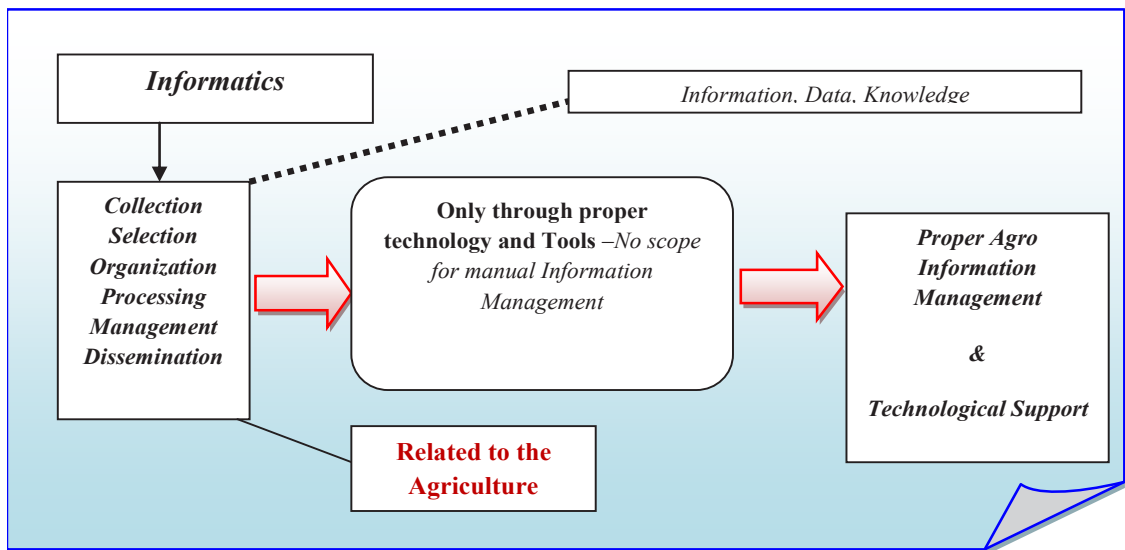 Informatics
Information, Data, Knowledge
Collection
Selection
Organization
Processing
Management
Dissemination
Only through proper
technology and Tools –No scope
for manual Information
Management
Proper Agro
Information
Management
&
Technological Support
Related to the
Agriculture